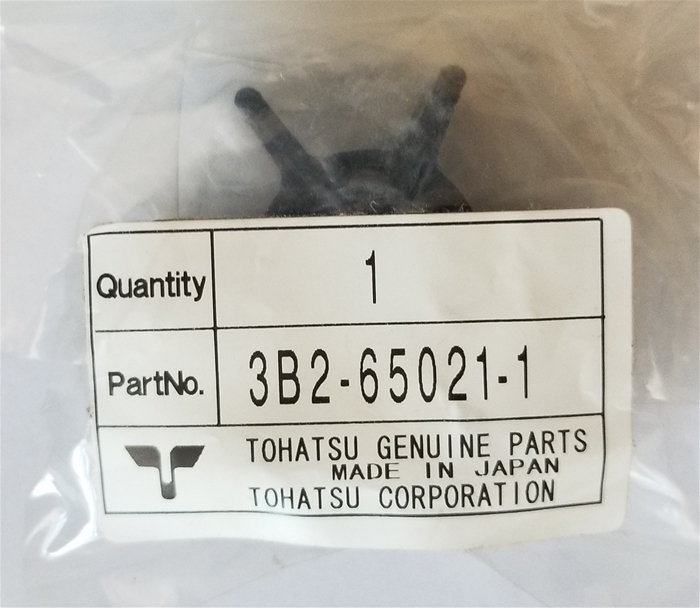 Quantity 1
PartNo. 3B2-65021-1
TOHATSU GENUINE PARTS
MADE IN JAPAN
TOHATSU CORPORATION